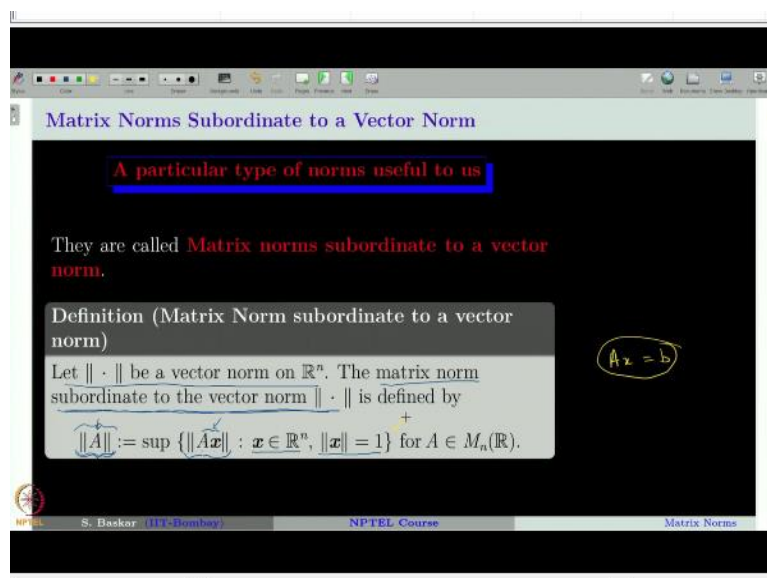 Matrix Norms Subordinate to a Vector Norm
A particular type of norms useful to us
They are called Matrix norms subordinate to a vector
norm.
Definition (Matrix Norm subordinate to a vector
norm)
Let ‖ · ‖ be a vector norm on ℝⁿ. The matrix norm
subordinate to the vector norm ‖ · ‖ is defined by
‖A‖ := sup {‖Ax‖ : x ∈ ℝⁿ, ‖x‖ = 1} for A ∈ Mₙ(ℝ).
Ax = b
NPTEL
S. Baskar (IIT-Bombay) NPTEL Course Matrix Norms